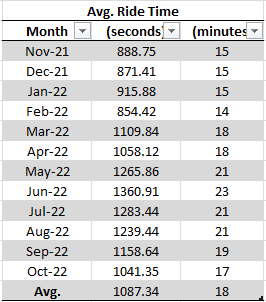 Avg. Ride Time
Month (seconds) (minutes
Nov-21 888.75 15
Dec-21 871.41 15
Jan-22 915.88 15
Feb-22 854.42 14
Mar-22 1109.84 18
Apr-22 1058.12 18
May-22 1265.86 21
Jun-22 1360.91 23
Jul-22 1283.44 21
Aug-22 1239.44 21
Sep-22 1158.64 19
Oct-22 1041.35 17
Avg. 1087.34 18